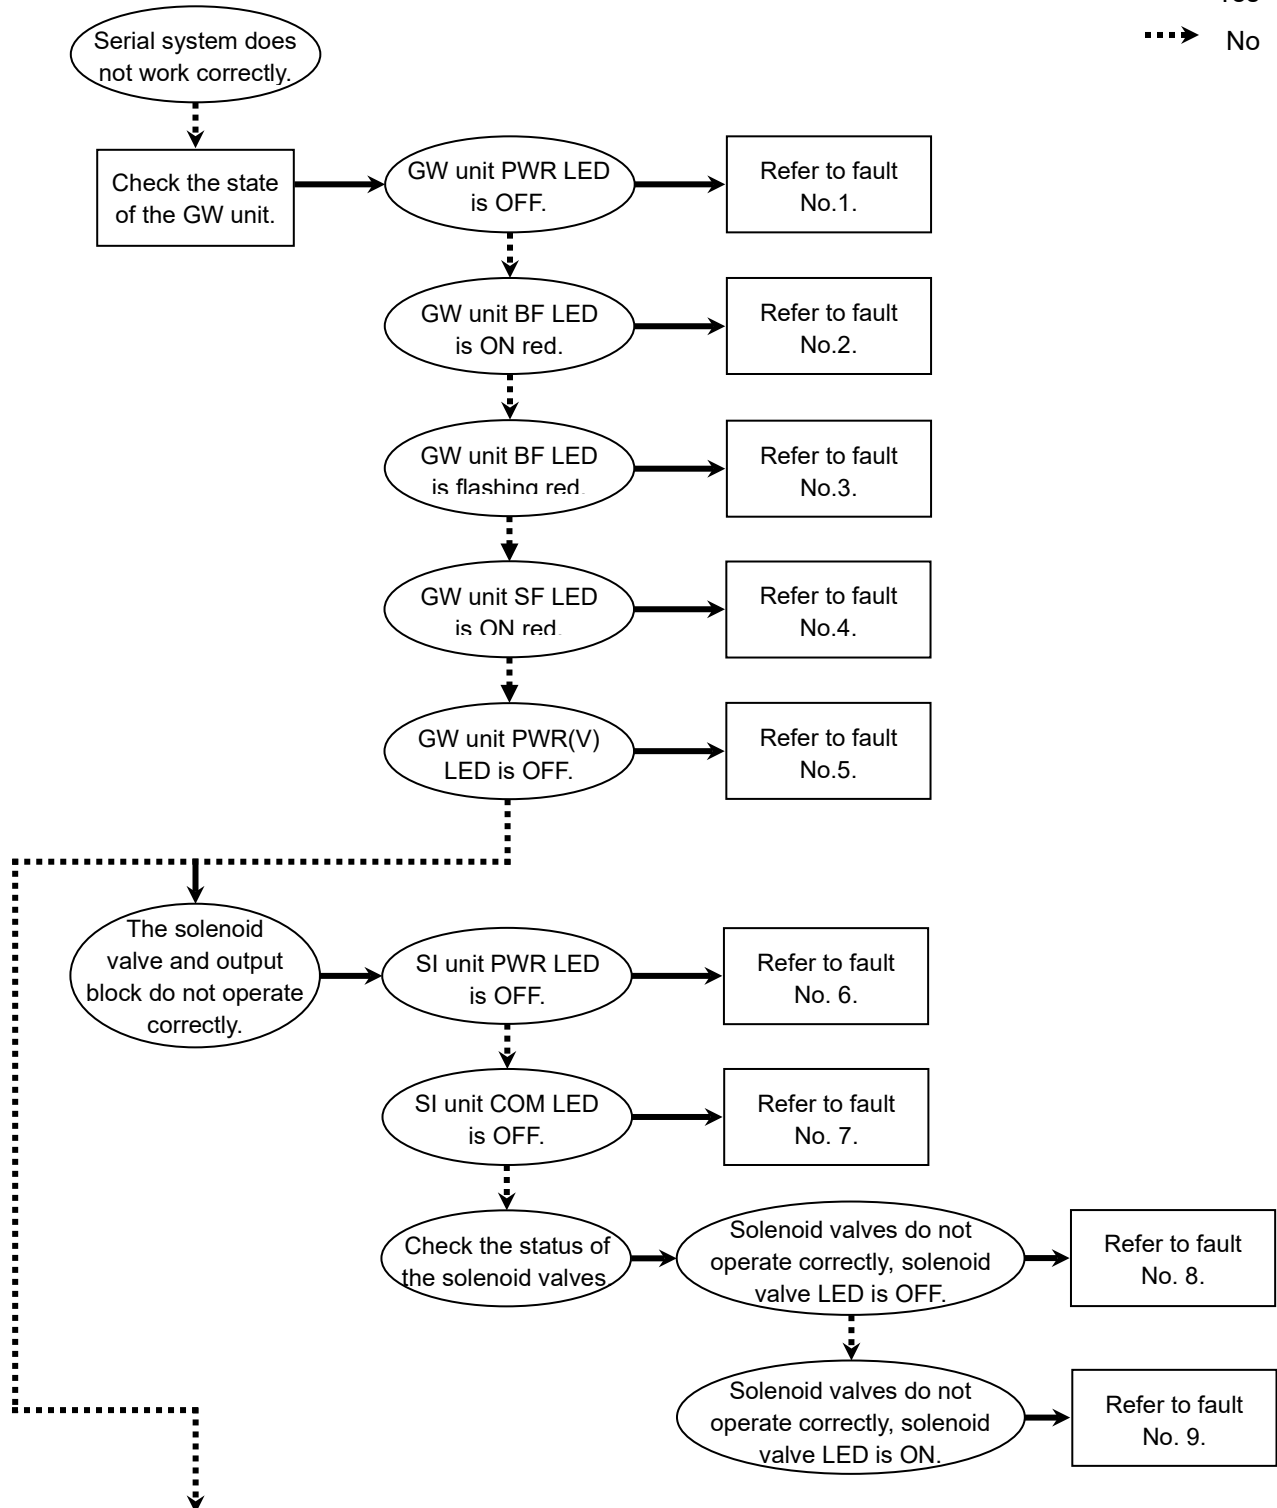 Yes
No
Serial system does
not work correctly.
Check the state
of the GW unit.
GW unit PWR LED
is OFF.
Refer to fault
No.1.
GW unit BF LED
is ON red.
Refer to fault
No.2.
GW unit BF LED
is flashing red.
Refer to fault
No.3.
GW unit SF LED
is ON red.
Refer to fault
No.4.
GW unit PWR(V)
LED is OFF.
Refer to fault
No.5.
The solenoid
valve and output
block do not operate
correctly.
SI unit PWR LED
is OFF.
Refer to fault
No. 6.
SI unit COM LED
is OFF.
Refer to fault
No. 7.
Check the status of
the solenoid valves.
Solenoid valves do not
operate correctly, solenoid
valve LED is OFF.
Refer to fault
No. 8.
Solenoid valves do not
operate correctly, solenoid
valve LED is ON.
Refer to fault
No. 9.